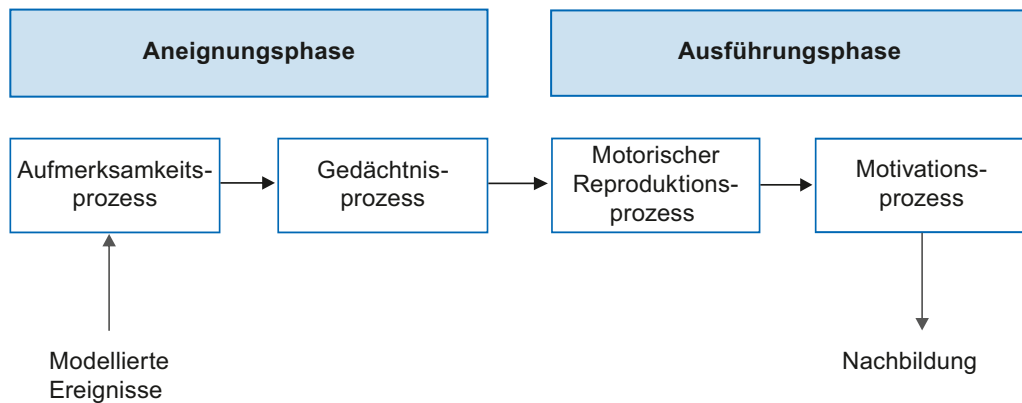 Aneignungsphase
Ausführungsphase
Aufmerksamkeits-
prozess
Gedächtnis-
prozess
Motorischer
Reproduktions-
prozess
Motivations-
prozess
Modellierte
Ereignisse
Nachbildung